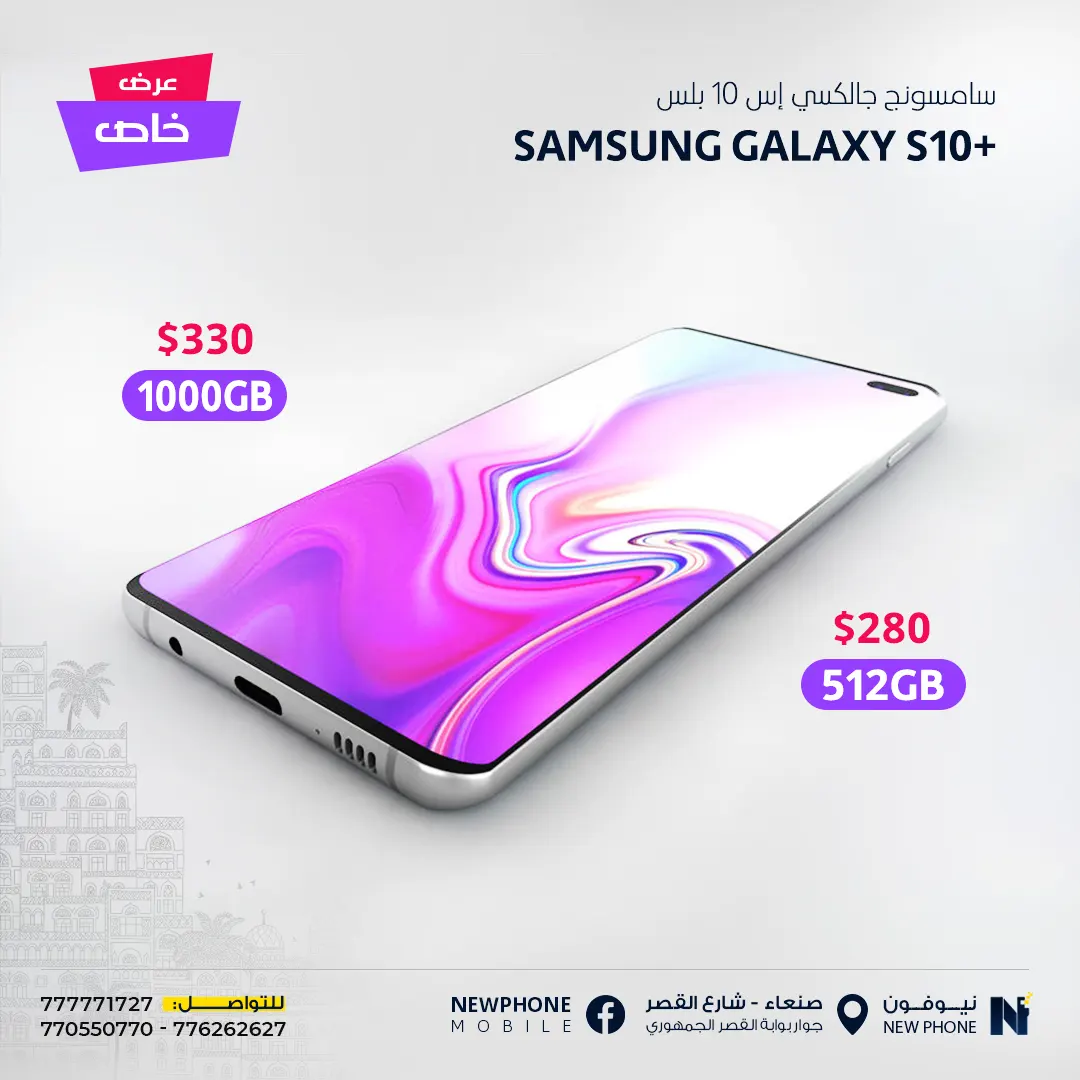 عرض
خاص
سامسونج جالكسي إس 10 بلس
SAMSUNG GALAXY S10+
$330
1000GB
$280
512GB
للتواصل: 777771727
770550770 - 776262627
NEWPHONE
MOBILE
صنعاء - شارع القصر
جوار بوابة القصر الجمهوري
نيوفون
NEW PHONE